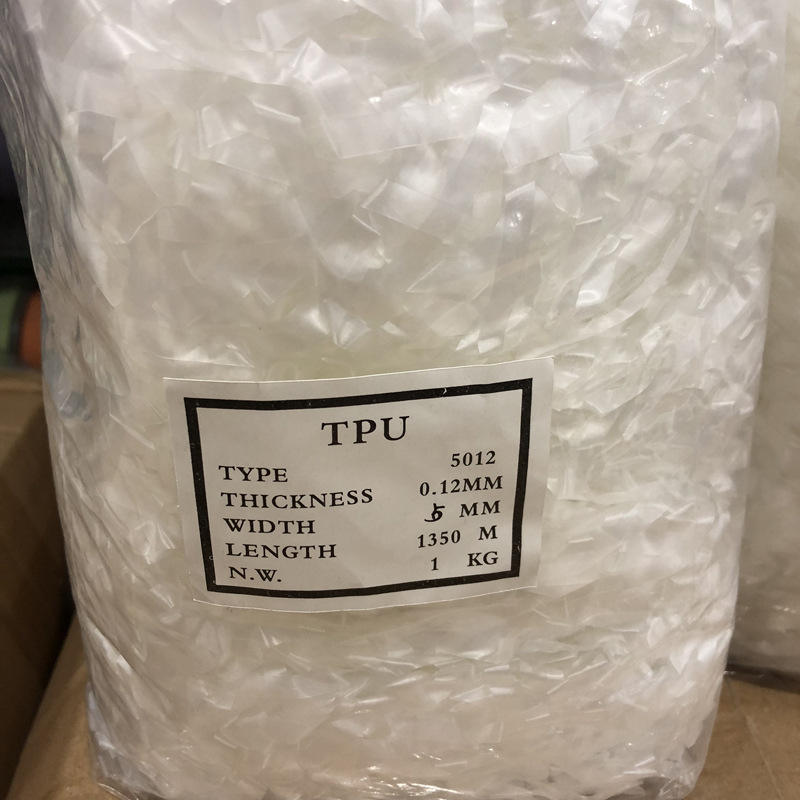 TPU
TYPE 5012
THICKNESS 0.12MM
WIDTH 5 MM
LENGTH 1350 M
N.W. 1 KG